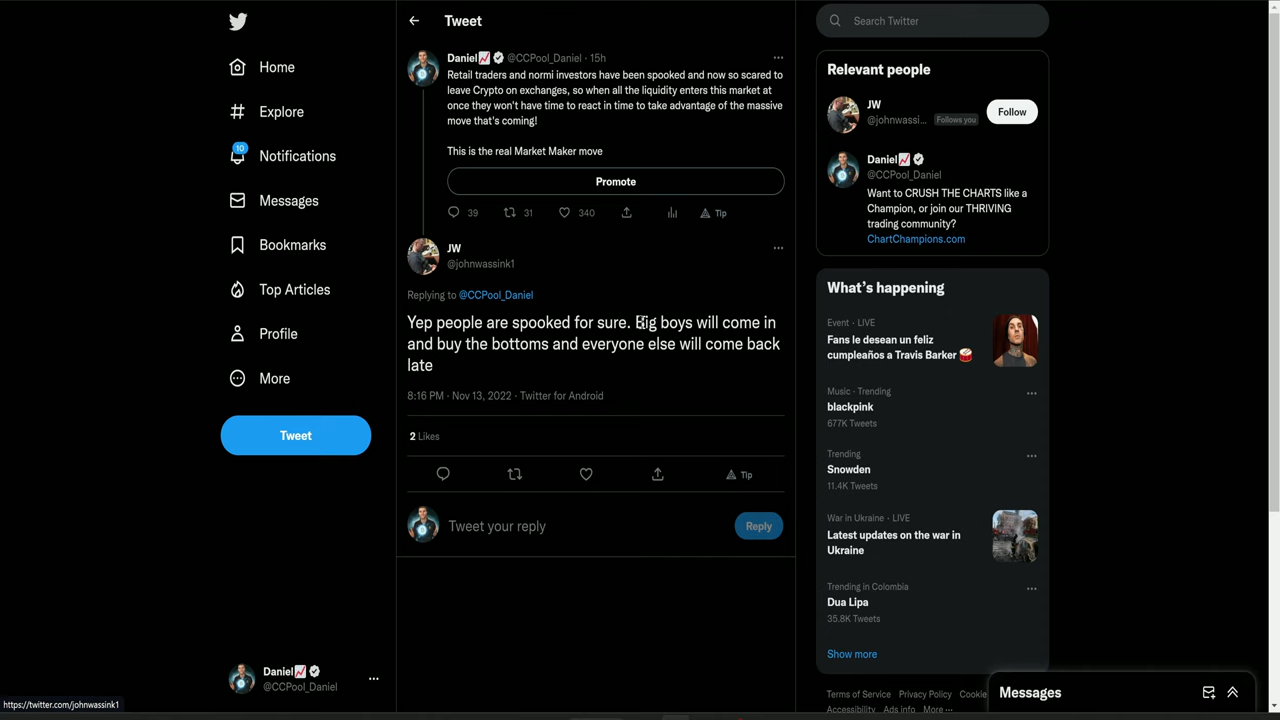 Home
Explore
10
Notifications
Messages
Bookmarks
Top Articles
Profile
More
Tweet
Daniel📈 @CCPool_Daniel
https://twitter.com/johnwassink1
Tweet
Daniel📈 @CCPool_Daniel · 15h
Retail traders and normi investors have been spooked and now so scared to
leave Crypto on exchanges, so when all the liquidity enters this market at
once they won't have time to react in time to take advantage of the massive
move that's coming!
This is the real Market Maker move
Promote
39 31 340 Tip
JW
@johnwassink1
Replying to @CCPool_Daniel
Yep people are spooked for sure. Big boys will come in
and buy the bottoms and everyone else will come back
late
8:16 PM · Nov 13, 2022 · Twitter for Android
2 Likes
Tip
Tweet your reply
Reply
Search Twitter
Relevant people
JW
@johnwassi... Follows you
Follow
Daniel📈
@CCPool_Daniel
Want to CRUSH THE CHARTS like a
Champion, or join our THRIVING
trading community?
ChartChampions.com
What's happening
Event · LIVE
Fans le desean un feliz
cumpleaños a Travis Barker 🥁
Music · Trending
blackpink
677K Tweets
Trending
Snowden
11.4K Tweets
War in Ukraine · LIVE
Latest updates on the war in
Ukraine
Trending in Colombia
Dua Lipa
35.8K Tweets
Show more
Terms of Service Privacy Policy Cookie
Accessibility Ads info More ...
Messages